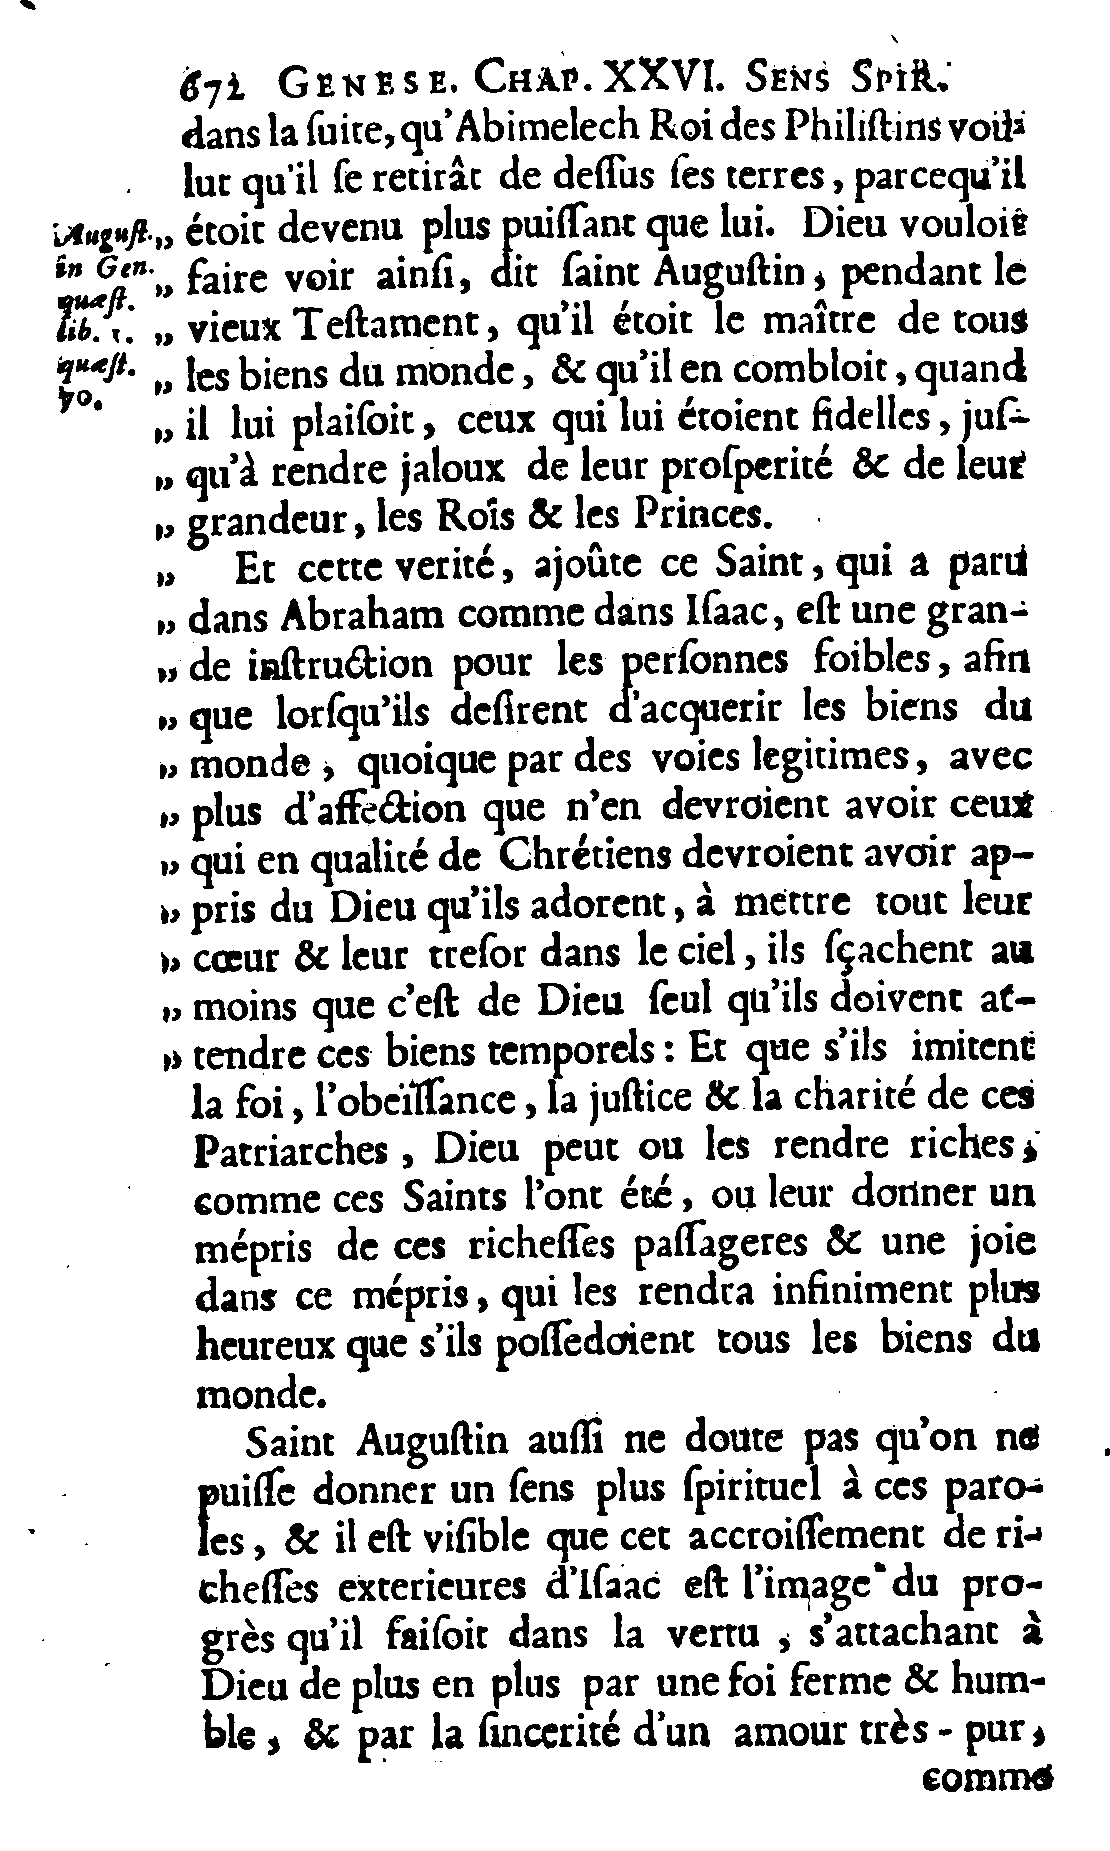 672 GENESE. CHAP. XXVI. SENS SPIR.
dans la ſuite, qu'Abimelech Roi des Philiſtins vou-
lut qu'il ſe retirât de deſſus ſes terres, parcequ'il
Auguſt. „ étoit devenu plus puiſſant que lui. Dieu vouloit
in Gen. „ faire voir ainſi, dit ſaint Auguſtin, pendant le
quæſt.
lib. 1. „ vieux Teſtament, qu'il étoit le maître de tous
quæſt. „ les biens du monde, & qu'il en combloit, quand
70.
„ il lui plaiſoit, ceux qui lui étoient fidelles, juſ-
„ qu'à rendre jaloux de leur proſperité & de leur
„ grandeur, les Rois & les Princes.
„ Et cette verité, ajoûte ce Saint, qui a paru
„ dans Abraham comme dans Iſaac, eſt une gran-
„ de inſtruction pour les perſonnes foibles, afin
„ que lorſqu'ils deſirent d'acquerir les biens du
„ monde, quoique par des voies legitimes, avec
„ plus d'affection que n'en devroient avoir ceux
„ qui en qualité de Chrétiens devroient avoir ap-
„ pris du Dieu qu'ils adorent, à mettre tout leur
„ cœur & leur treſor dans le ciel, ils ſçachent au
„ moins que c'eſt de Dieu ſeul qu'ils doivent at-
„ tendre ces biens temporels : Et que s'ils imitent
la foi, l'obeïſſance, la juſtice & la charité de ces
Patriarches, Dieu peut ou les rendre riches,
comme ces Saints l'ont été, ou leur donner un
mépris de ces richeſſes paſſageres & une joie
dans ce mépris, qui les rendra infiniment plus
heureux que s'ils poſſedoient tous les biens du
monde.
Saint Auguſtin auſſi ne doute pas qu'on ne
puiſſe donner un ſens plus ſpirituel à ces paro-
les, & il eſt viſible que cet accroiſſement de ri-
cheſſes exterieures d'Iſaac eſt l'image du pro-
grès qu'il faiſoit dans la vertu, s'attachant à
Dieu de plus en plus par une foi ferme & hum-
ble, & par la ſincerité d'un amour très-pur,
comme